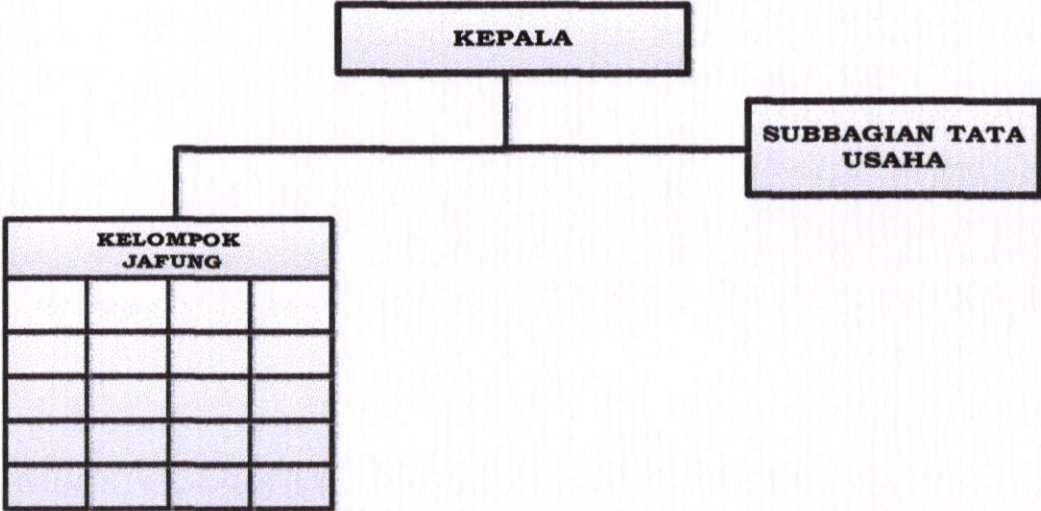 KEPALA
SUBBAGIAN TATA
USAHA
KELOMPOK
JAFUNG